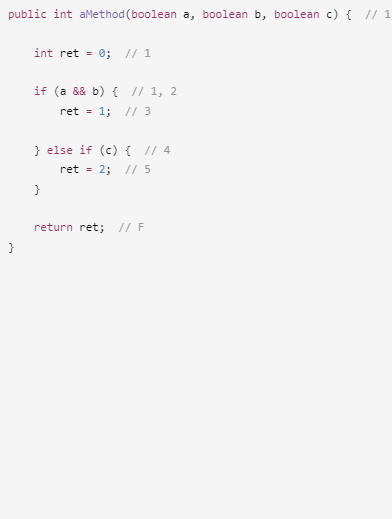 public int aMethod(boolean a, boolean b, boolean c) {  // 1
int ret = 0;  // 1
if (a && b) {  // 1, 2
ret = 1;  // 3
} else if (c) {  // 4
ret = 2;  // 5
}
return ret;  // F
}